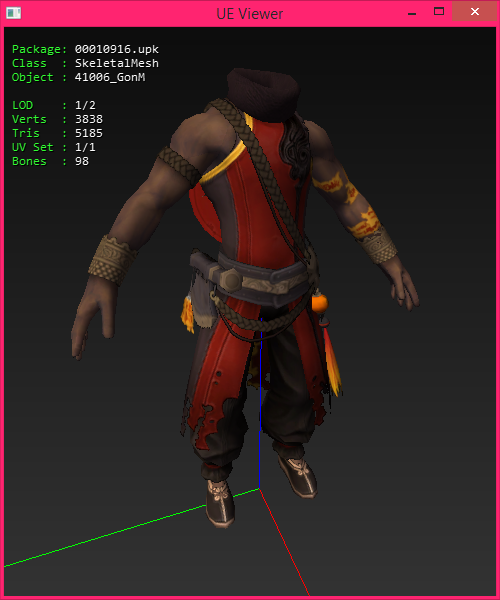 UE Viewer
Package: 00010916.upk
Class : SkeletalMesh
Object : 41006_GonM
LOD : 1/2
Verts : 3838
Tris : 5185
UV Set : 1/1
Bones : 98